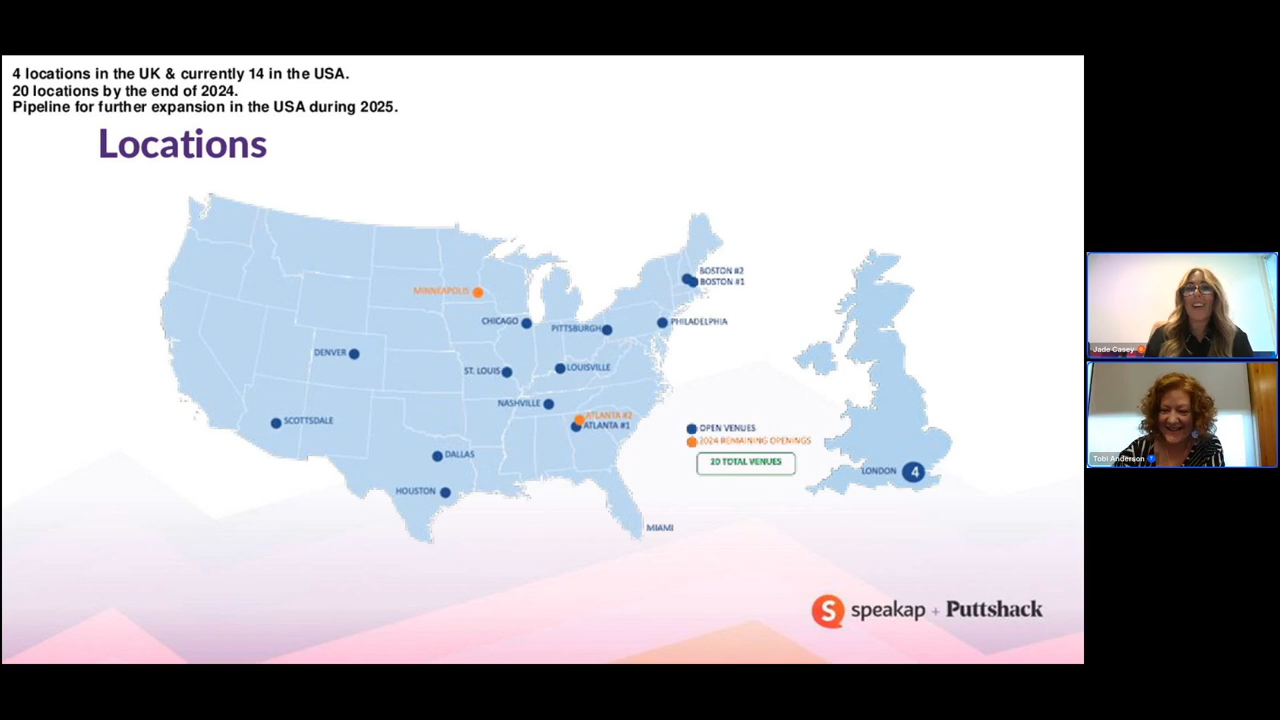 4 locations in the UK & currently 14 in the USA.
20 locations by the end of 2024.
Pipeline for further expansion in the USA during 2025.
Locations
BOSTON #2
BOSTON #1
MINNEAPOLIS
CHICAGO
PITTSBURGH
PHILADELPHIA
DENVER
ST. LOUIS
LOUISVILLE
NASHVILLE
ATLANTA #2
ATLANTA #1
SCOTTSDALE
DALLAS
HOUSTON
MIAMI
OPEN VENUES
2024 REMAINING OPENINGS
20 TOTAL VENUES
LONDON 4
S speakap + Puttshack
Jade Casey
Tobi Anderson